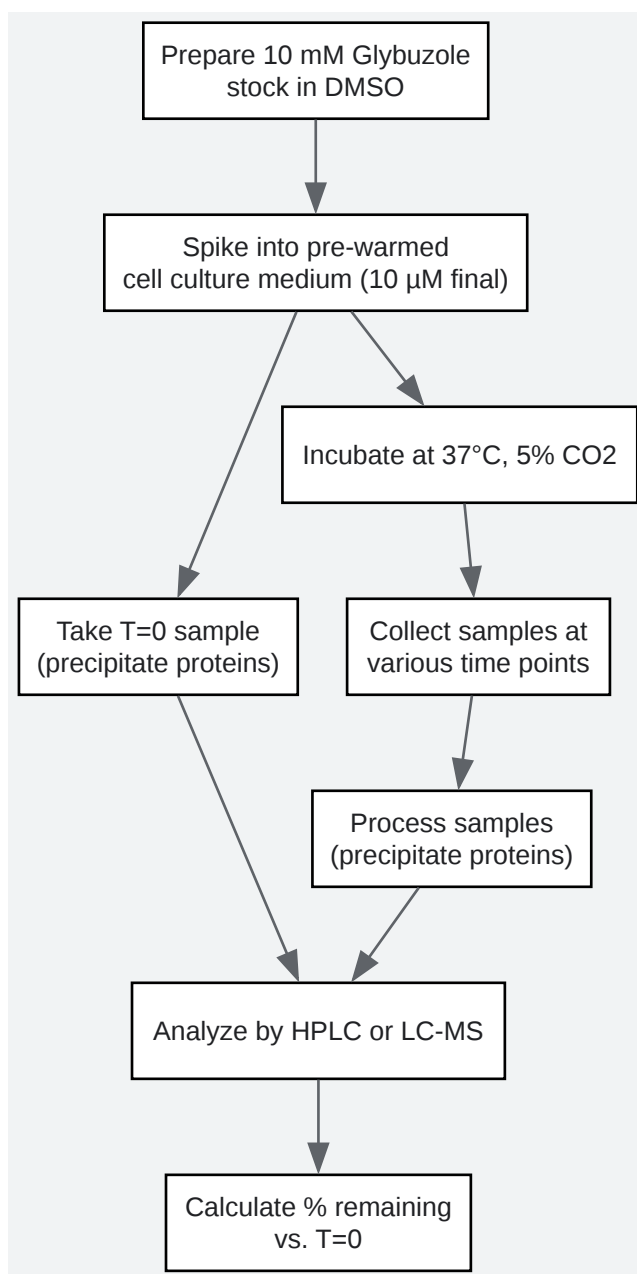 Prepare 10 mM Glybuzole
stock in DMSO
Spike into pre-warmed
cell culture medium (10 µM final)
Incubate at 37°C, 5% CO2
Take T=0 sample
(precipitate proteins)
Collect samples at
various time points
Process samples
(precipitate proteins)
Analyze by HPLC or LC-MS
Calculate % remaining
vs. T=0